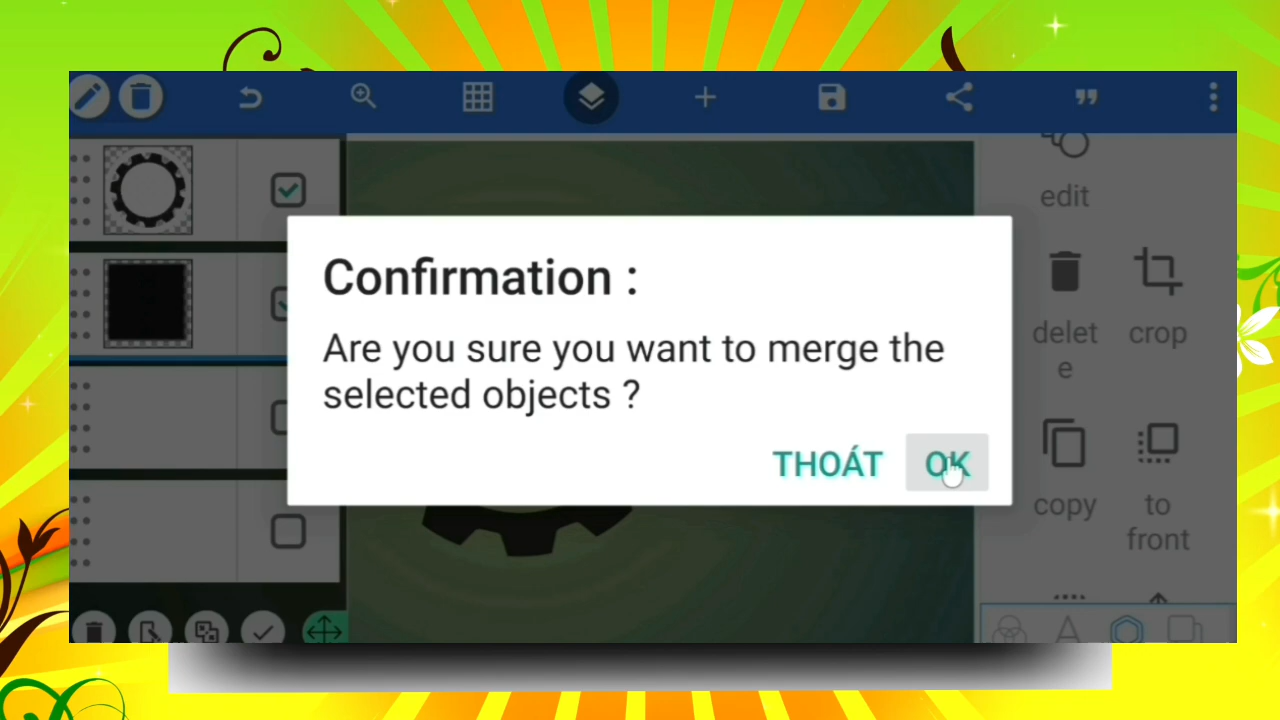 edit
Confirmation :
Are you sure you want to merge the
selected objects ?
THOÁT OK
delet
e
crop
copy
to
front